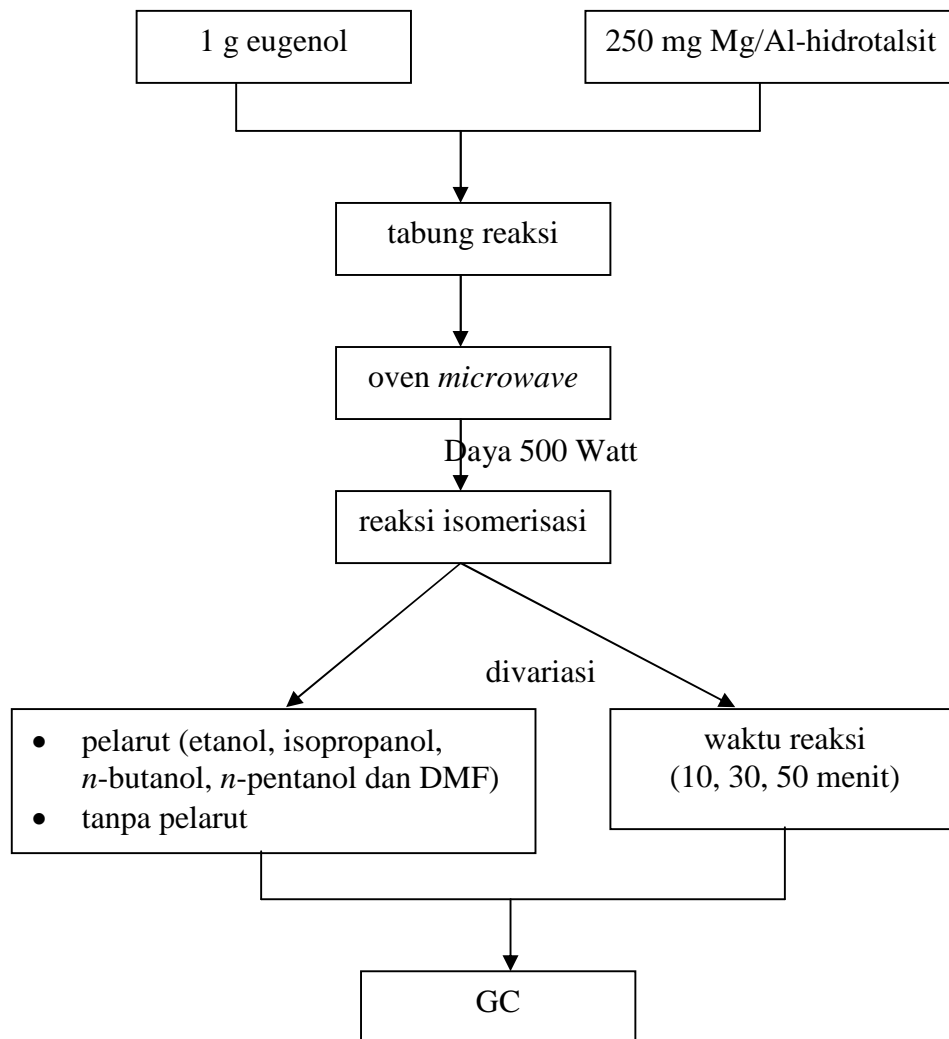 1 g eugenol
250 mg Mg/Al-hidrotalsit
tabung reaksi
oven microwave
Daya 500 Watt
reaksi isomerisasi
divariasi
• pelarut (etanol, isopropanol,
n-butanol, n-pentanol dan DMF)
• tanpa pelarut
waktu reaksi
(10, 30, 50 menit)
GC